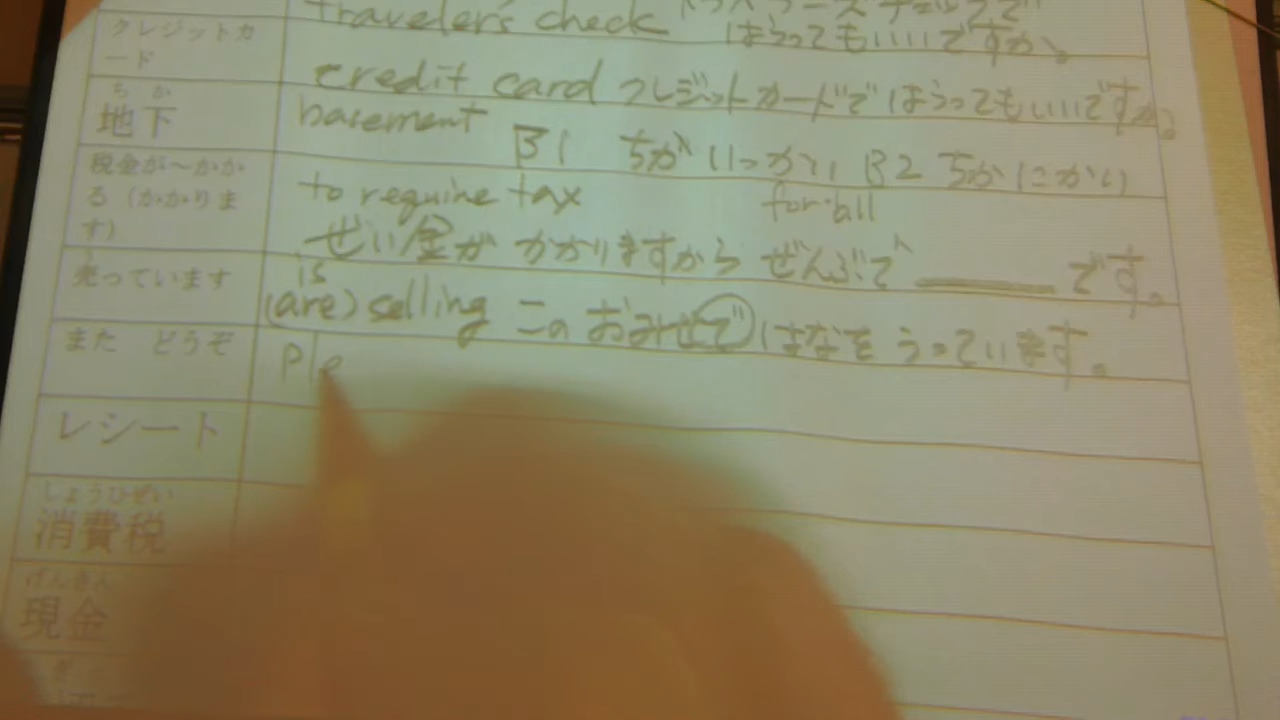 traveler's check トラベラーズチェックで
はらってもいいですか。
クレジットカ
ード
credit card クレジットカードではらってもいいですか。
ちか
地下
basement B1 ちかいっかい B2 ちかにかい
税金が〜かか
る（かかりま
す）
to require tax for all
ぜい金がかかりますから ぜんぶで ______ です。
売っています
is
(are) selling このおみせで はなをうっています。
また どうぞ
Ple
レシート
しょうひぜい
消費税
げんきん
現金